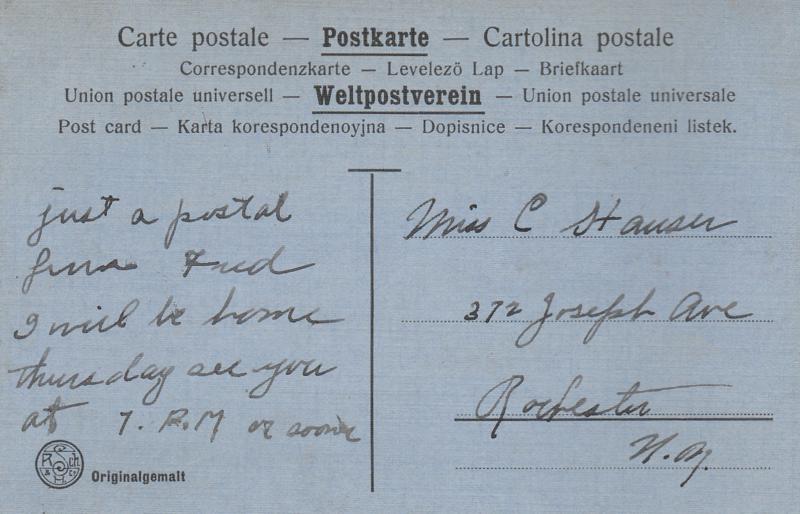 Carte postale — Postkarte — Cartolina postale
Correspondenzkarte — Levelezö Lap — Briefkaart
Union postale universell — Weltpostverein — Union postale universale
Post card — Karta korespondenoyjna — Dopisnice — Korespondeneni listek.
just a postal
from Fred
I will be home
thursday see you
at 7. P.M or sooner
Originalgemalt
Miss C Hauser
372 Joseph Ave
Rochester
N.Y.